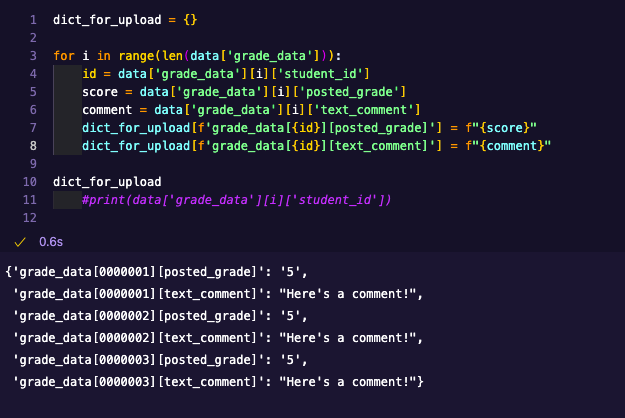 1 dict_for_upload = {}
2
3 for i in range(len(data['grade_data'])):
4 id = data['grade_data'][i]['student_id']
5 score = data['grade_data'][i]['posted_grade']
6 comment = data['grade_data'][i]['text_comment']
7 dict_for_upload[f'grade_data[{id}][posted_grade]'] = f"{score}"
8 dict_for_upload[f'grade_data[{id}][text_comment]'] = f"{comment}"
9
10 dict_for_upload
11 #print(data['grade_data'][i]['student_id'])
12
0.6s
{'grade_data[0000001][posted_grade]': '5',
'grade_data[0000001][text_comment]': "Here's a comment!",
'grade_data[0000002][posted_grade]': '5',
'grade_data[0000002][text_comment]': "Here's a comment!",
'grade_data[0000003][posted_grade]': '5',
'grade_data[0000003][text_comment]': "Here's a comment!"}